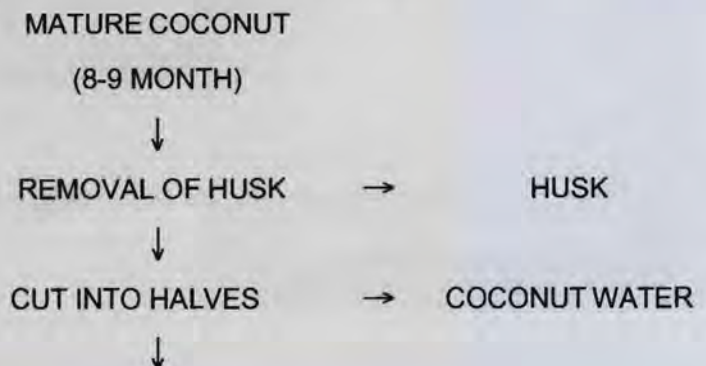 MATURE COCONUT
(8-9 MONTH)
↓
REMOVAL OF HUSK → HUSK
↓
CUT INTO HALVES → COCONUT WATER
↓